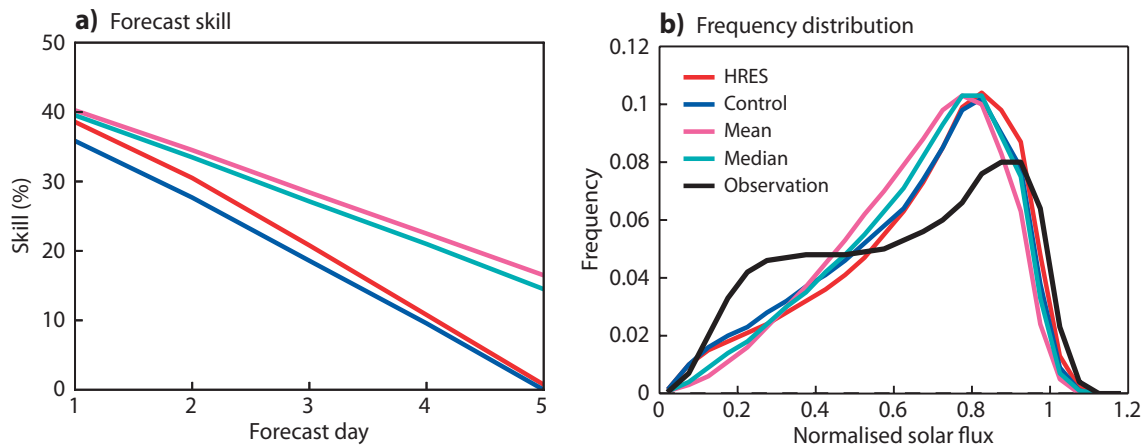 a) Forecast skill
50
40
30
20
10
0
Skill (%)
1 2 3 4 5
Forecast day
b) Frequency distribution
0.12
0.1
0.08
0.06
0.04
0.02
0
Frequency
HRES
Control
Mean
Median
Observation
0 0.2 0.4 0.6 0.8 1 1.2
Normalised solar flux